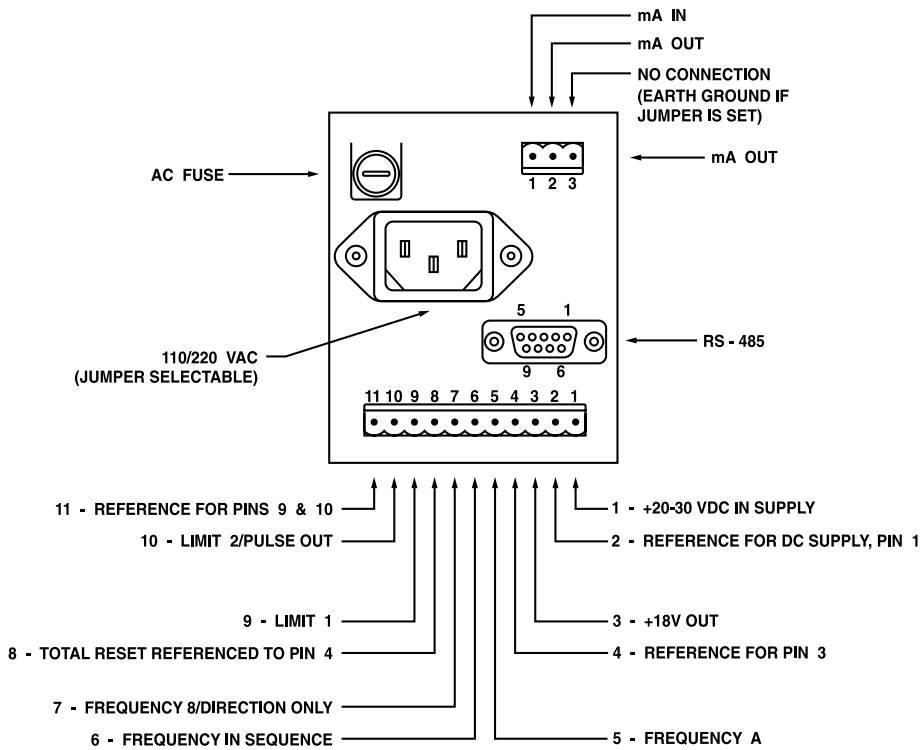 mA IN
mA OUT
NO CONNECTION
(EARTH GROUND IF
JUMPER IS SET)
AC FUSE
mA OUT
1 2 3
5 1
110/220 VAC
(JUMPER SELECTABLE)
RS - 485
9 6
11 10 9 8 7 6 5 4 3 2 1
11 - REFERENCE FOR PINS 9 & 10
1 - +20-30 VDC IN SUPPLY
10 - LIMIT 2/PULSE OUT
2 - REFERENCE FOR DC SUPPLY, PIN 1
9 - LIMIT 1
3 - +18V OUT
8 - TOTAL RESET REFERENCED TO PIN 4
4 - REFERENCE FOR PIN 3
7 - FREQUENCY 8/DIRECTION ONLY
6 - FREQUENCY IN SEQUENCE
5 - FREQUENCY A